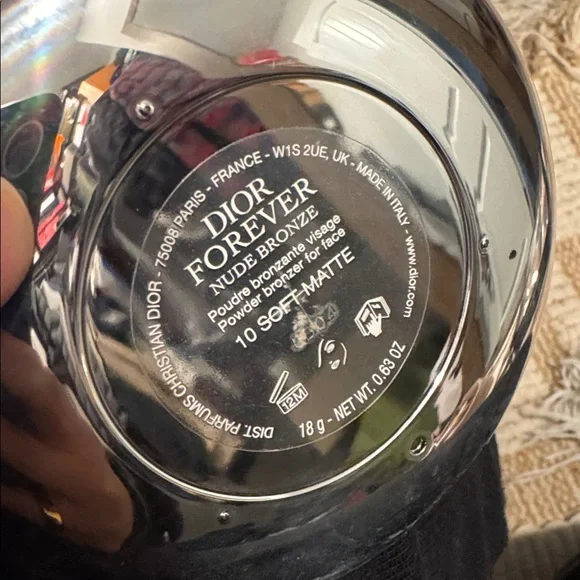 DIST. PARFUMS CHRISTIAN DIOR - 75008 PARIS - FRANCE - W1S 2UE, UK - MADE IN ITALY - www.dior.com
DIOR
FOREVER
NUDE BRONZE
Poudre bronzante visage
Powder bronzer for face
10 SOFT MATTE
12M
18 g - NET WT. 0.63 OZ